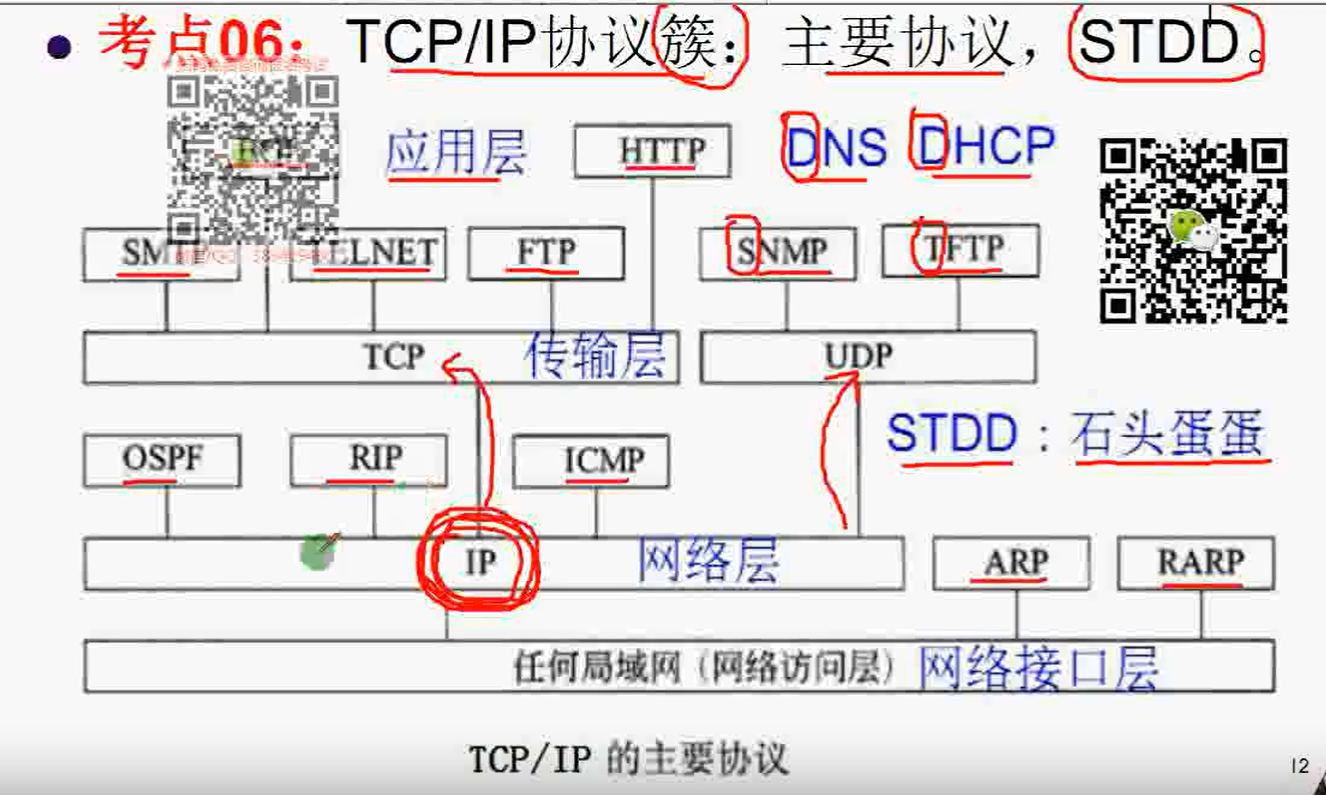 考点06： TCP/IP协议簇：主要协议，STDD。
应用层 HTTP DNS DHCP
SMTP TELNET FTP SNMP TFTP
TCP 传输层 UDP
STDD：石头蛋蛋
OSPF RIP ICMP
IP 网络层 ARP RARP
任何局域网（网络访问层）网络接口层
TCP/IP 的主要协议
12